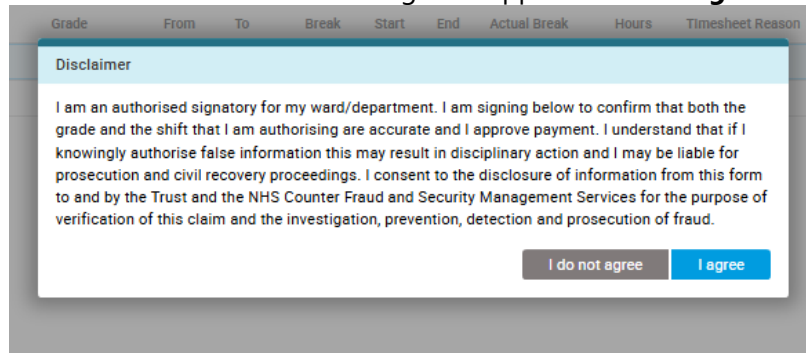 Grade From To Break Start End Actual Break Hours Timesheet Reason
Disclaimer
I am an authorised signatory for my ward/department. I am signing below to confirm that both the
grade and the shift that I am authorising are accurate and I approve payment. I understand that if I
knowingly authorise false information this may result in disciplinary action and I may be liable for
prosecution and civil recovery proceedings. I consent to the disclosure of information from this form
to and by the Trust and the NHS Counter Fraud and Security Management Services for the purpose of
verification of this claim and the investigation, prevention, detection and prosecution of fraud.
I do not agree I agree